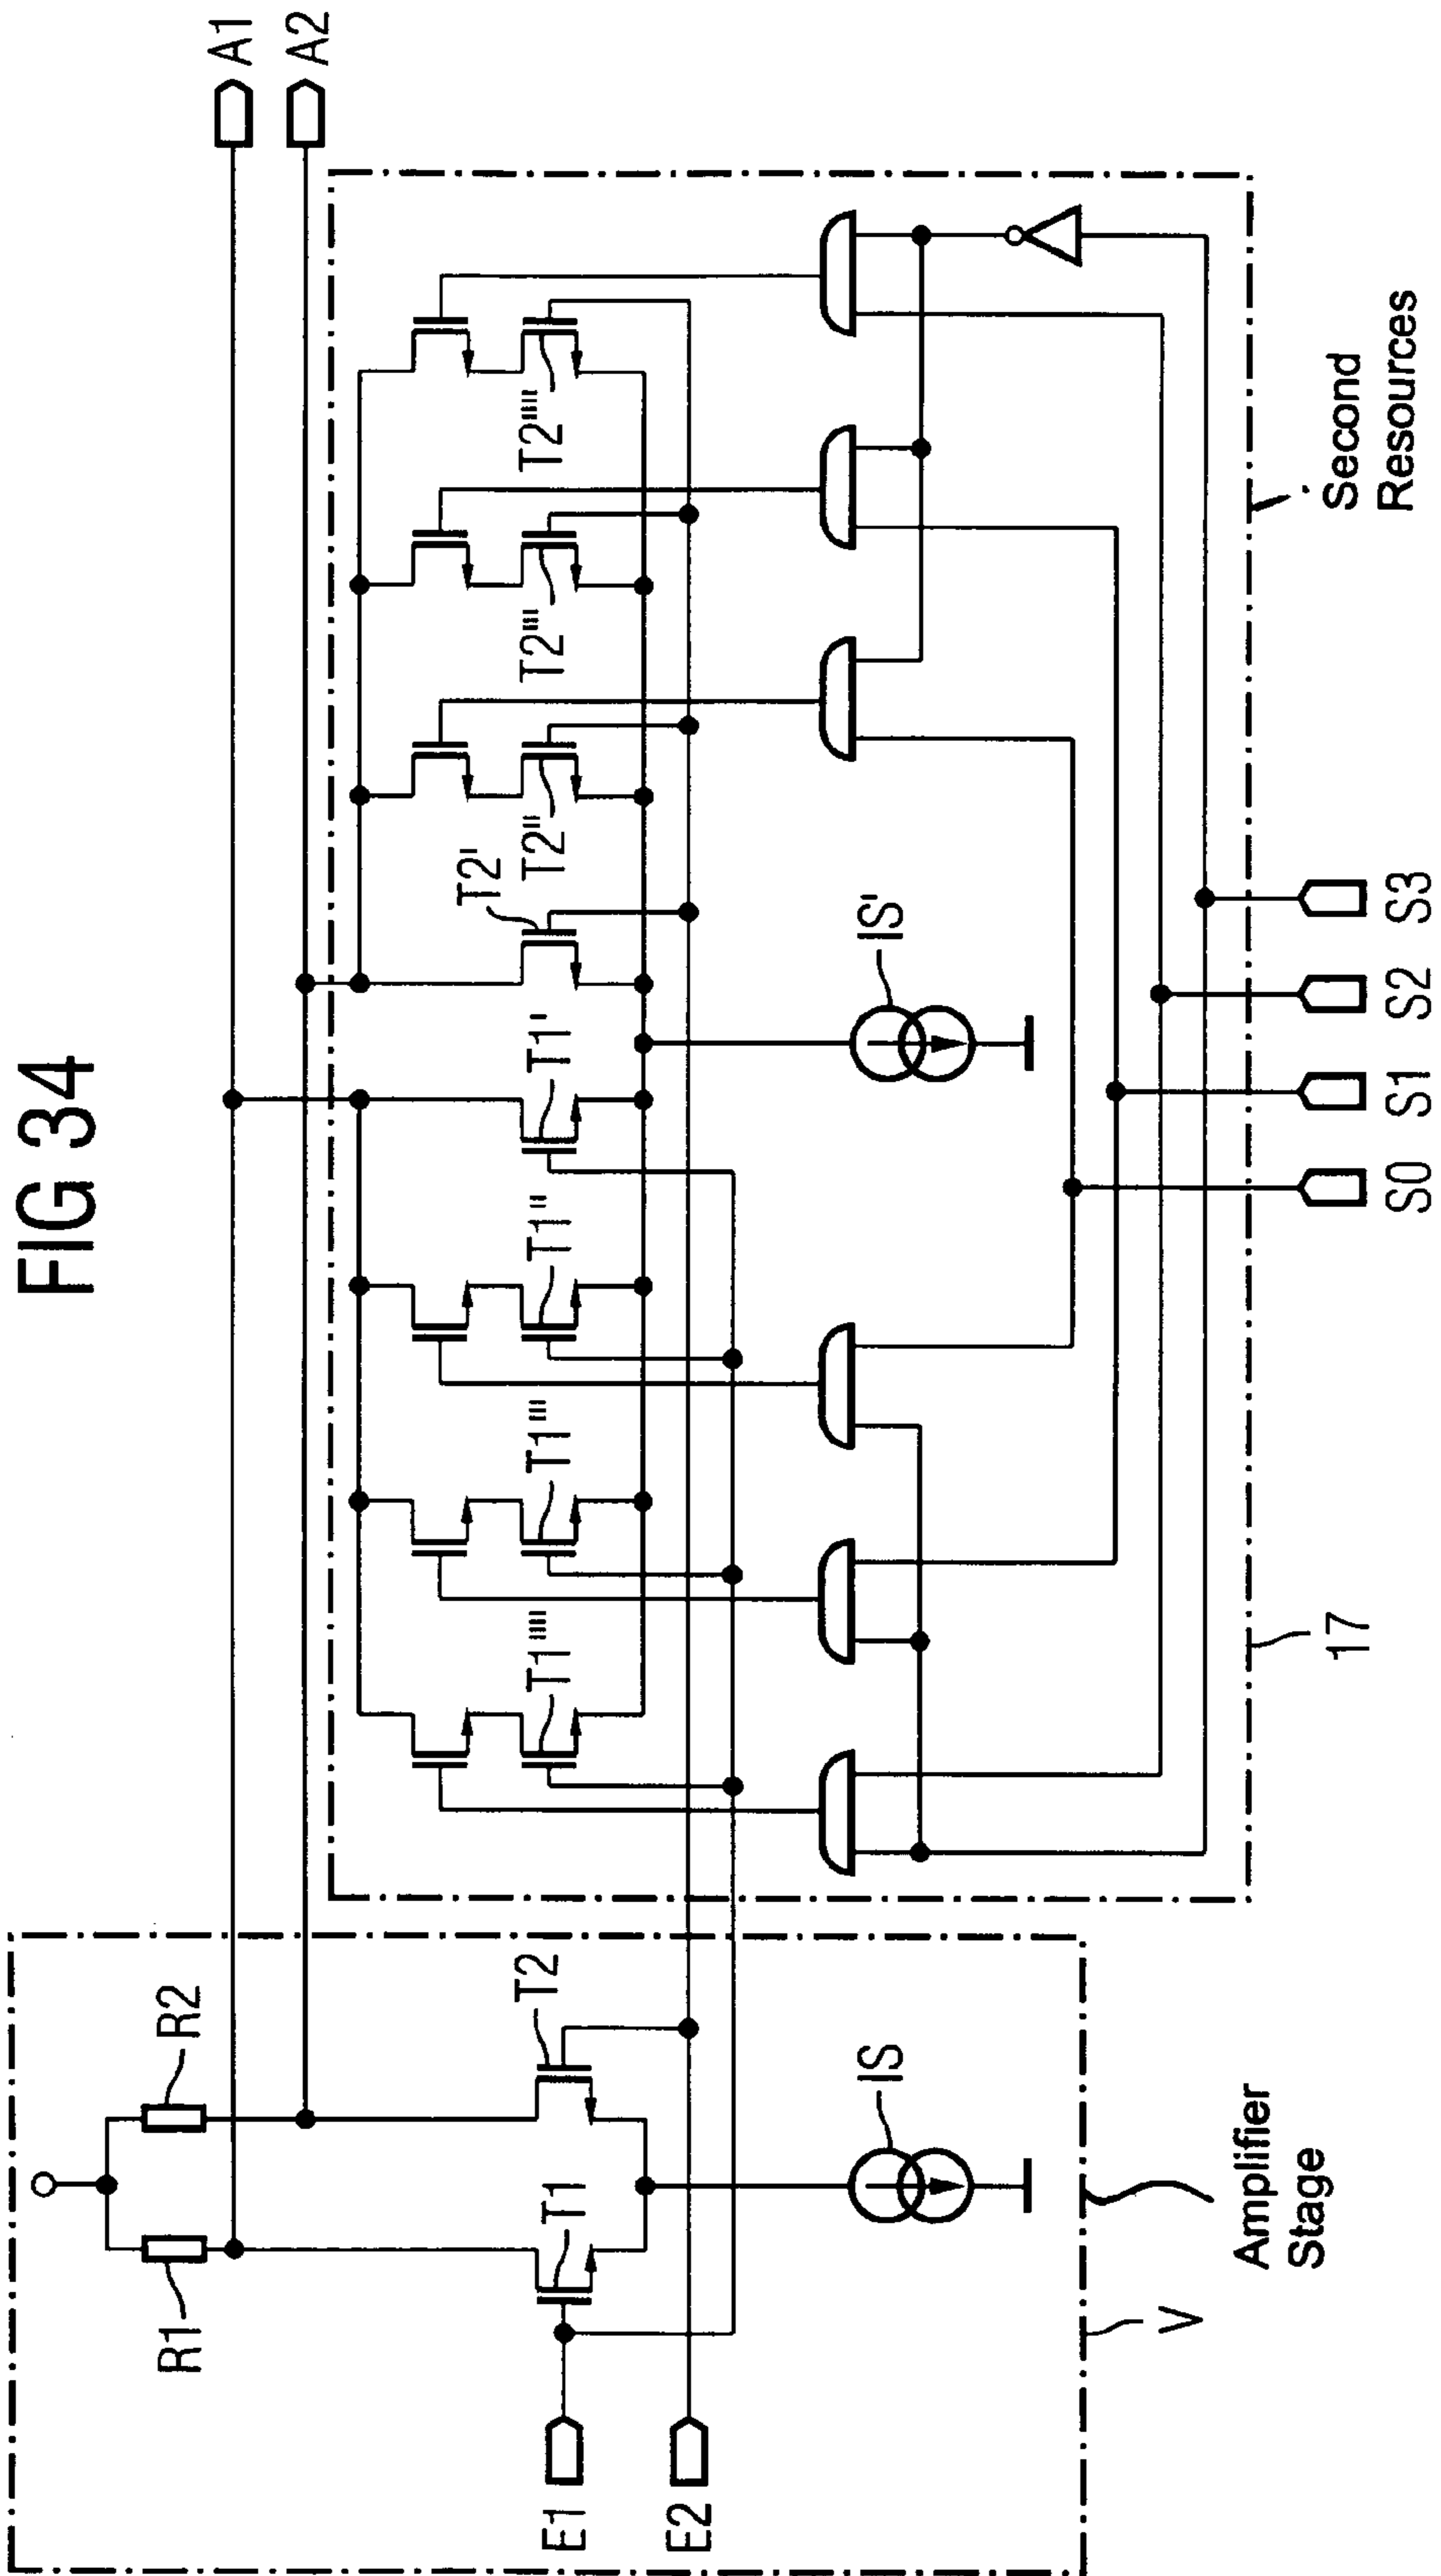 FIG 34
A1
A2
R1
R2
T1
T2
E1
E2
IS
V
Amplifier
Stage
T1''''
T1'''
T1''
T1'
T2'
T2''
T2'''
T2''''
IS'
17
Second
Resources
S0
S1
S2
S3